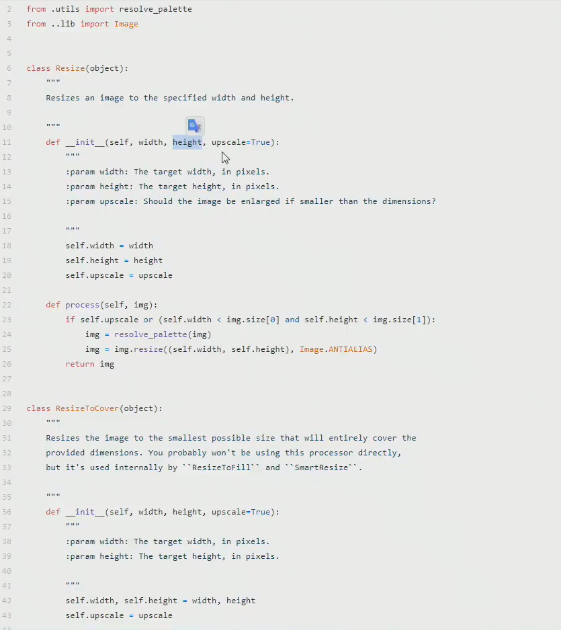 2 from .utils import resolve_palette
3 from ..lib import Image
4
5
6 class Resize(object):
7 """
8 Resizes an image to the specified width and height.
9
10 """
11 def __init__(self, width, height, upscale=True):
12 """
13 :param width: The target width, in pixels.
14 :param height: The target height, in pixels.
15 :param upscale: Should the image be enlarged if smaller than the dimensions?
16
17 """
18 self.width = width
19 self.height = height
20 self.upscale = upscale
21
22 def process(self, img):
23 if self.upscale or (self.width < img.size[0] and self.height < img.size[1]):
24 img = resolve_palette(img)
25 img = img.resize((self.width, self.height), Image.ANTIALIAS)
26 return img
27
28
29 class ResizeToCover(object):
30 """
31 Resizes the image to the smallest possible size that will entirely cover the
32 provided dimensions. You probably won't be using this processor directly,
33 but it's used internally by ``ResizeToFill`` and ``SmartResize``.
34
35 """
36 def __init__(self, width, height, upscale=True):
37 """
38 :param width: The target width, in pixels.
39 :param height: The target height, in pixels.
40
41 """
42 self.width, self.height = width, height
43 self.upscale = upscale